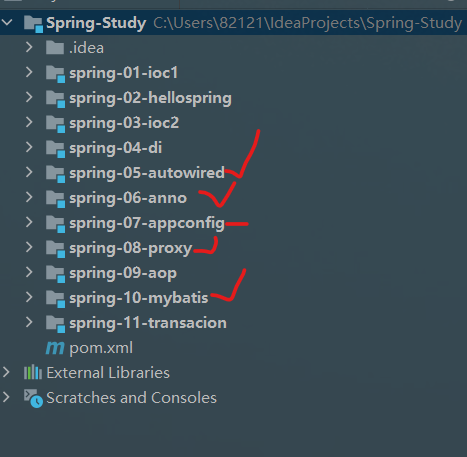 Spring-Study C:\Users\82121\IdeaProjects\Spring-Study
.idea
spring-01-ioc1
spring-02-hellospring
spring-03-ioc2
spring-04-di
spring-05-autowired
spring-06-anno
spring-07-appconfig
spring-08-proxy
spring-09-aop
spring-10-mybatis
spring-11-transacion
m pom.xml
External Libraries
Scratches and Consoles